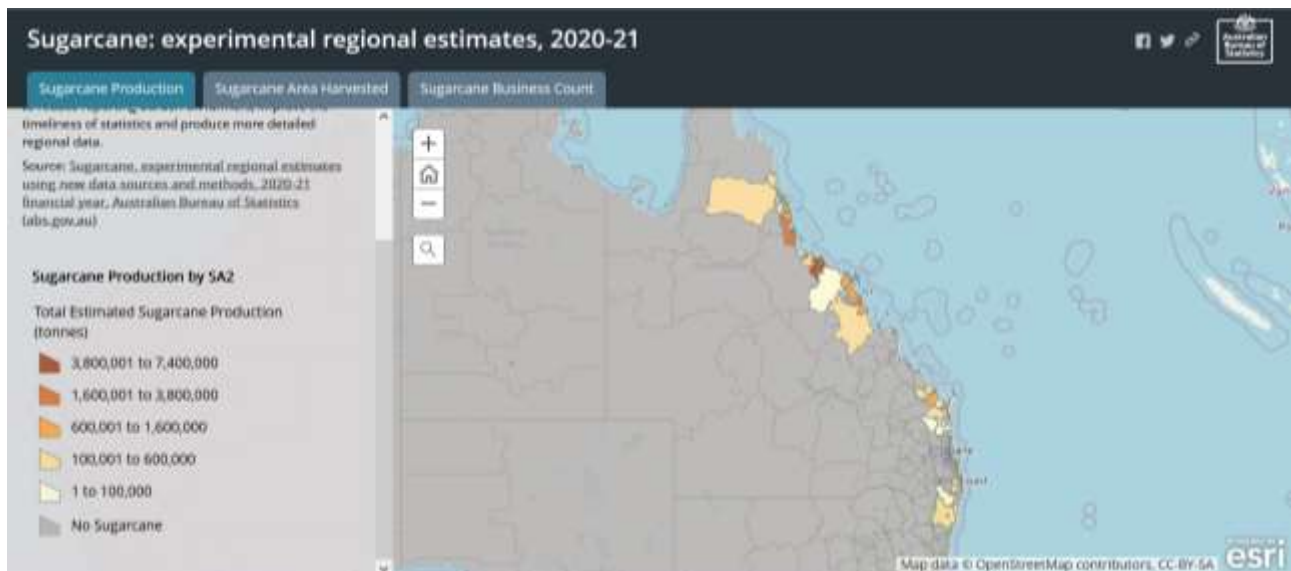 Sugarcane: experimental regional estimates, 2020-21
Australian
Bureau of
Statistics
Sugarcane Production
Sugarcane Area Harvested
Sugarcane Business Count
timeliness of statistics and produce more detailed
regional data.
Source: Sugarcane, experimental regional estimates
using new data sources and methods, 2020-21
financial year, Australian Bureau of Statistics
(abs.gov.au)
Sugarcane Production by SA2
Total Estimated Sugarcane Production
(tonnes)
3,800,001 to 7,400,000
1,600,001 to 3,800,000
600,001 to 1,600,000
100,001 to 600,000
1 to 100,000
No Sugarcane
Map data © OpenStreetMap contributors, CC-BY-SA
esri